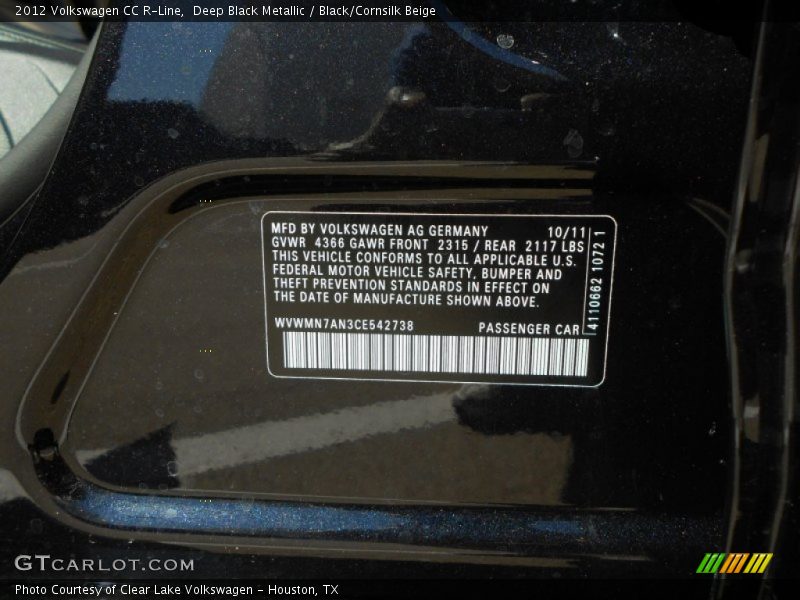 2012 Volkswagen CC R-Line, Deep Black Metallic / Black/Cornsilk Beige
MFD BY VOLKSWAGEN AG GERMANY 10/11
GVWR 4366 GAWR FRONT 2315 / REAR 2117 LBS
THIS VEHICLE CONFORMS TO ALL APPLICABLE U.S.
FEDERAL MOTOR VEHICLE SAFETY, BUMPER AND
THEFT PREVENTION STANDARDS IN EFFECT ON
THE DATE OF MANUFACTURE SHOWN ABOVE.
WVWMN7AN3CE542738 PASSENGER CAR
4110662 1072 1
GTCARLOT.COM
Photo Courtesy of Clear Lake Volkswagen - Houston, TX